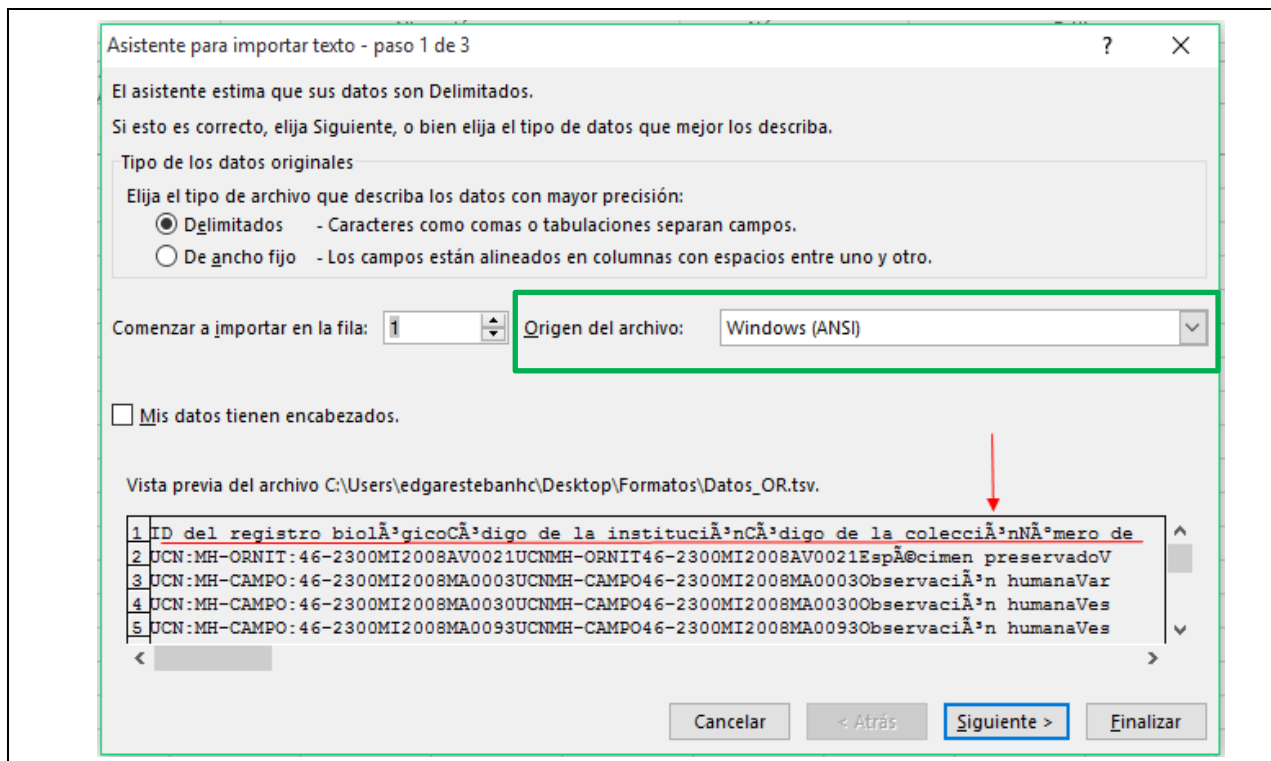 Asistente para importar texto - paso 1 de 3 ?
El asistente estima que sus datos son Delimitados.
Si esto es correcto, elija Siguiente, o bien elija el tipo de datos que mejor los describa.
Tipo de los datos originales
Elija el tipo de archivo que describa los datos con mayor precisión:
Delimitados - Caracteres como comas o tabulaciones separan campos.
De ancho fijo - Los campos están alineados en columnas con espacios entre uno y otro.
Comenzar a importar en la fila: 1 Origen del archivo: Windows (ANSI)
Mis datos tienen encabezados.
Vista previa del archivo C:\Users\edgarestebanhc\Desktop\Formatos\Datos_OR.tsv.
1 ID del registro biolÃ³gicoCÃ³digo de la instituciÃ³nCÃ³digo de la colecciÃ³nNÃºmero de
2 UCN:MH-ORNIT:46-2300MI2008AV0021UCNMH-ORNIT46-2300MI2008AV0021EspÃ©cimen preservadoV
3 UCN:MH-CAMPO:46-2300MI2008MA0003UCNMH-CAMPO46-2300MI2008MA0003ObservaciÃ³n humanaVar
4 UCN:MH-CAMPO:46-2300MI2008MA0030UCNMH-CAMPO46-2300MI2008MA0030ObservaciÃ³n humanaVes
5 UCN:MH-CAMPO:46-2300MI2008MA0093UCNMH-CAMPO46-2300MI2008MA0093ObservaciÃ³n humanaVes
Cancelar < Atrás Siguiente > Finalizar